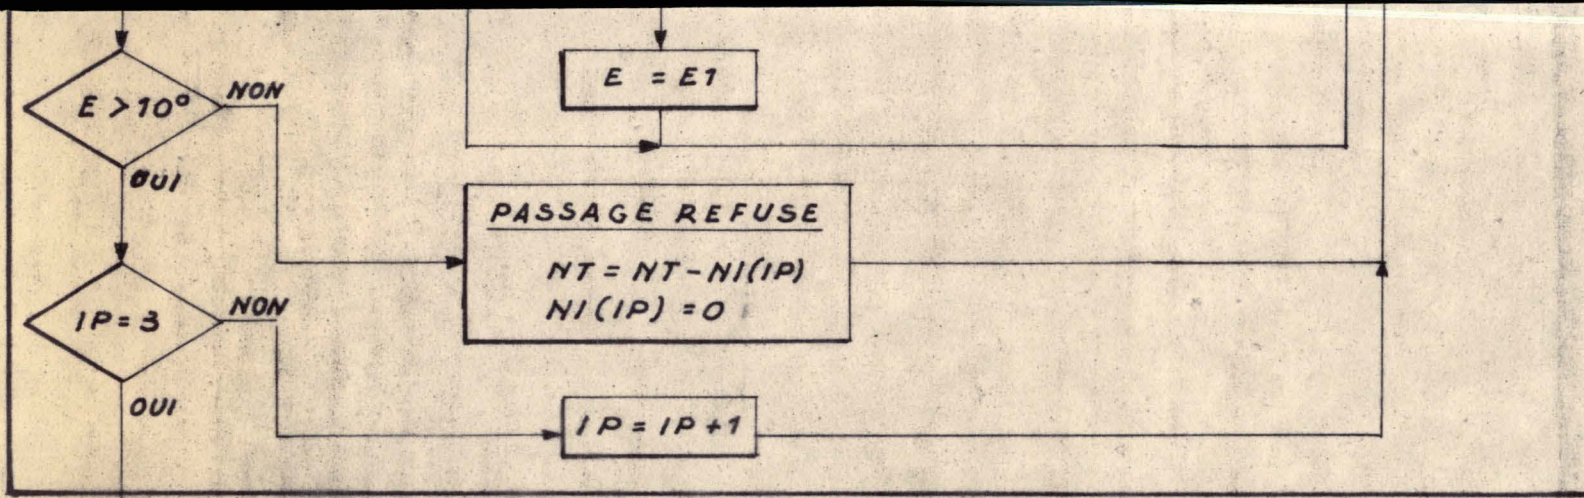 E = E1
E > 10°
NON
OUI
PASSAGE REFUSE
NT = NT - NI(IP)
NI(IP) = 0
IP = 3
NON
OUI
IP = IP + 1